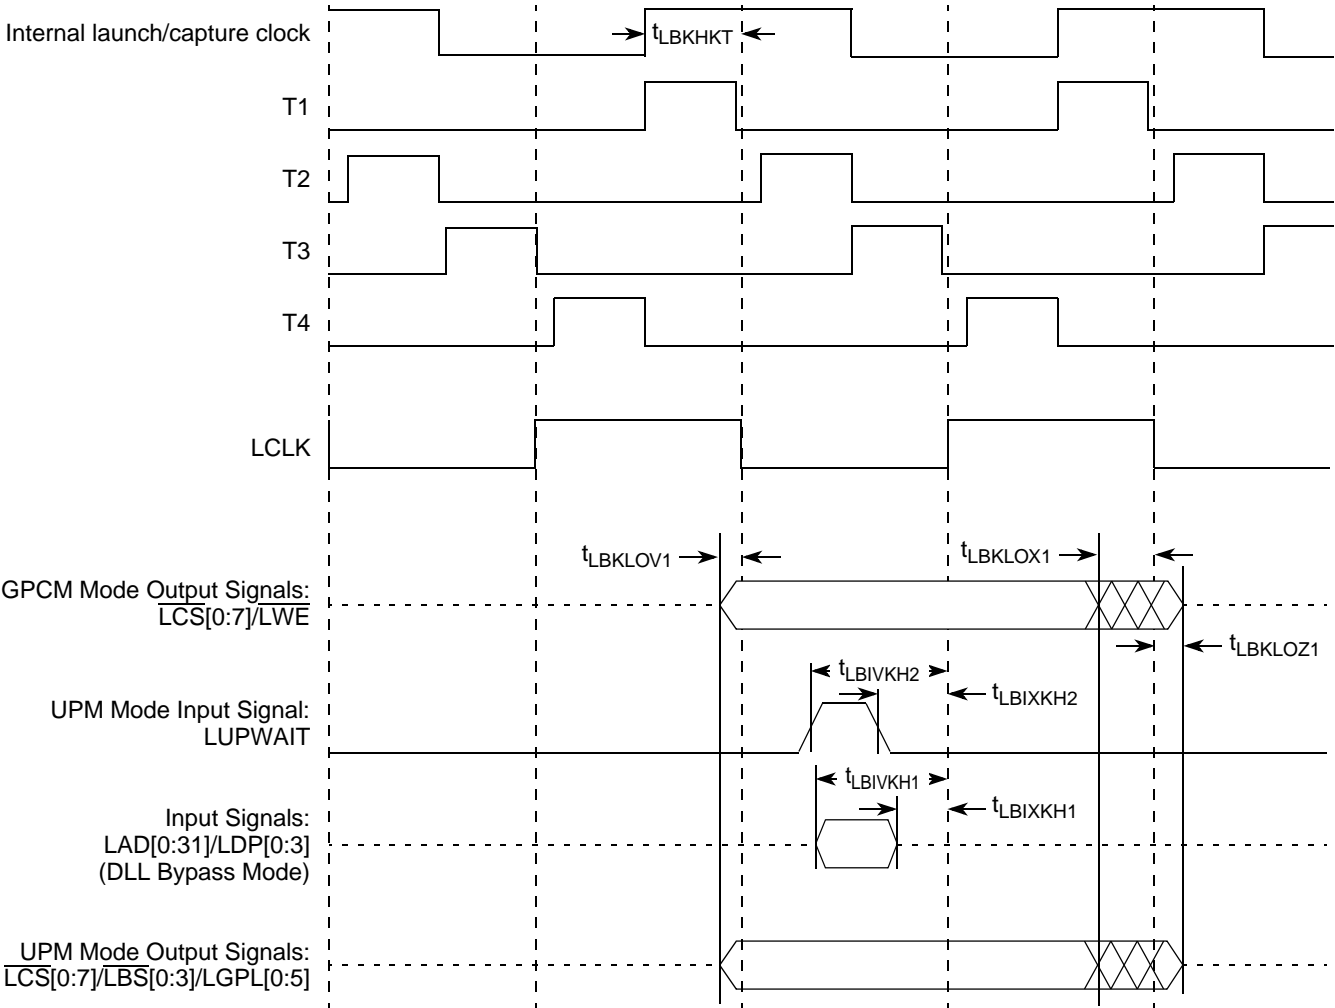 Internal launch/capture clock
tLBKHKT
T1
T2
T3
T4
LCLK
tLBKLOV1
tLBKLOX1
GPCM Mode Output Signals:
LCS[0:7]/LWE
tLBKLOZ1
tLBIVKH2
tLBIXKH2
UPM Mode Input Signal:
LUPWAIT
tLBIVKH1
tLBIXKH1
Input Signals:
LAD[0:31]/LDP[0:3]
(DLL Bypass Mode)
UPM Mode Output Signals:
LCS[0:7]/LBS[0:3]/LGPL[0:5]